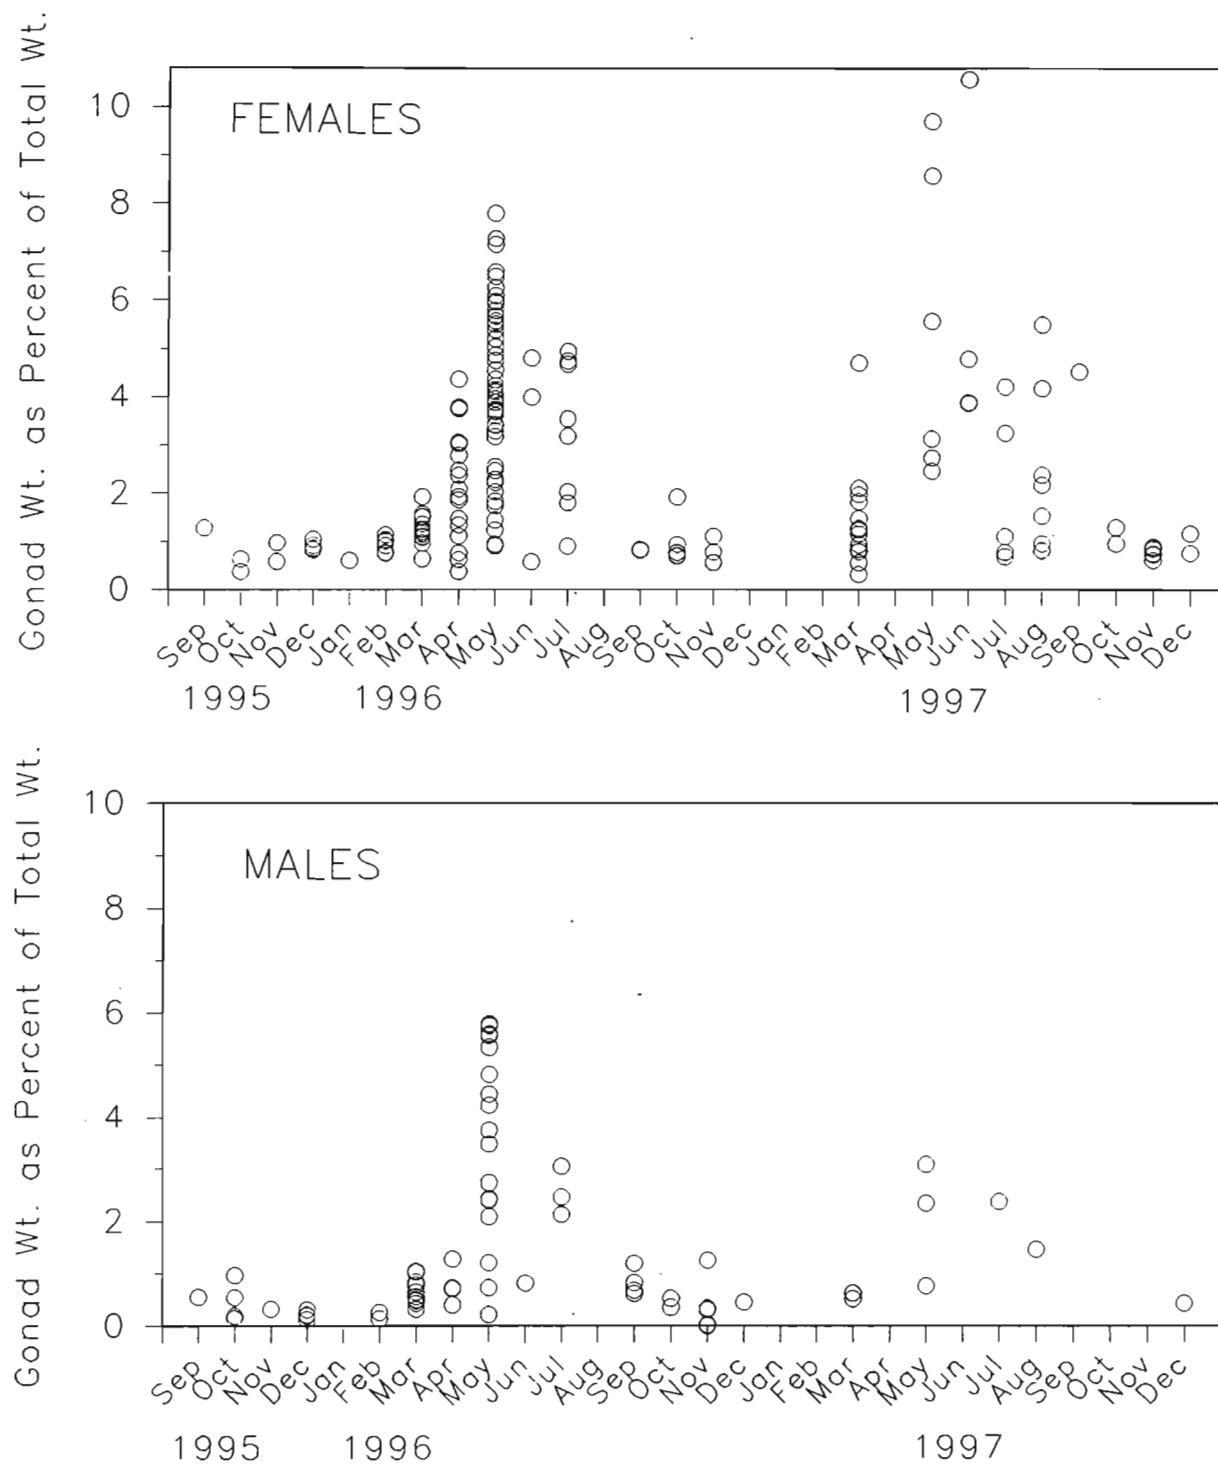 Gonad Wt. as Percent of Total Wt.
FEMALES
10
8
6
4
2
0
Sep Oct Nov Dec Jan Feb Mar Apr May Jun Jul Aug Sep Oct Nov Dec Jan Feb Mar Apr May Jun Jul Aug Sep Oct Nov Dec
1995 1996 1997
Gonad Wt. as Percent of Total Wt.
MALES
10
8
6
4
2
0
Sep Oct Nov Dec Jan Feb Mar Apr May Jun Jul Aug Sep Oct Nov Dec Jan Feb Mar Apr May Jun Jul Aug Sep Oct Nov Dec
1995 1996 1997